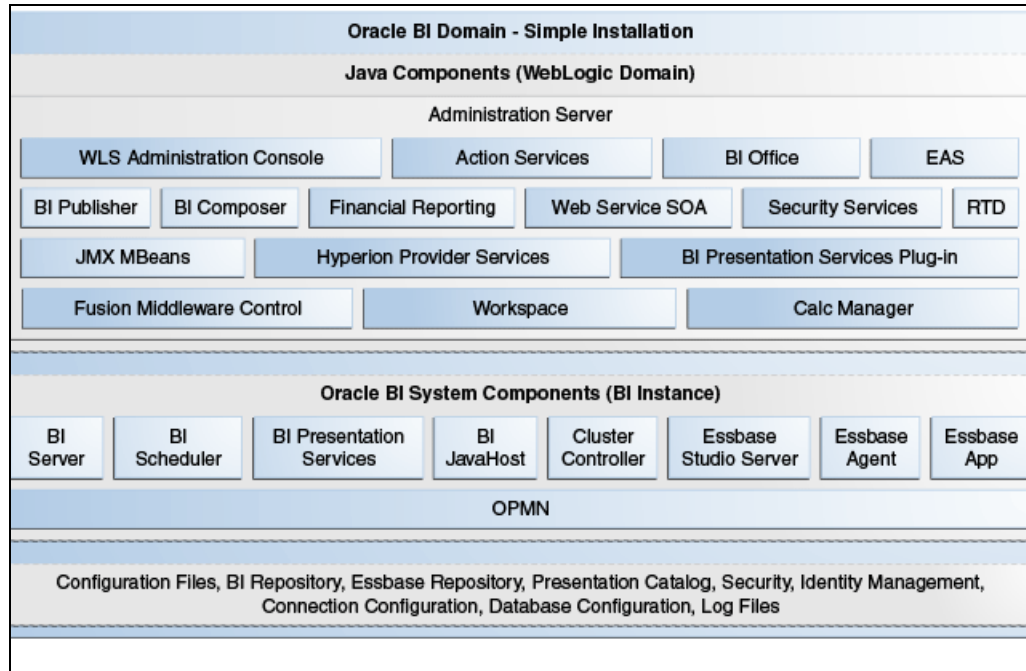 Oracle BI Domain - Simple Installation
Java Components (WebLogic Domain)
Administration Server
WLS Administration Console Action Services BI Office EAS
BI Publisher BI Composer Financial Reporting Web Service SOA Security Services RTD
JMX MBeans Hyperion Provider Services BI Presentation Services Plug-in
Fusion Middleware Control Workspace Calc Manager
Oracle BI System Components (BI Instance)
BI Server
BI Scheduler
BI Presentation Services
BI JavaHost
Cluster Controller
Essbase Studio Server
Essbase Agent
Essbase App
OPMN
Configuration Files, BI Repository, Essbase Repository, Presentation Catalog, Security, Identity Management,
Connection Configuration, Database Configuration, Log Files